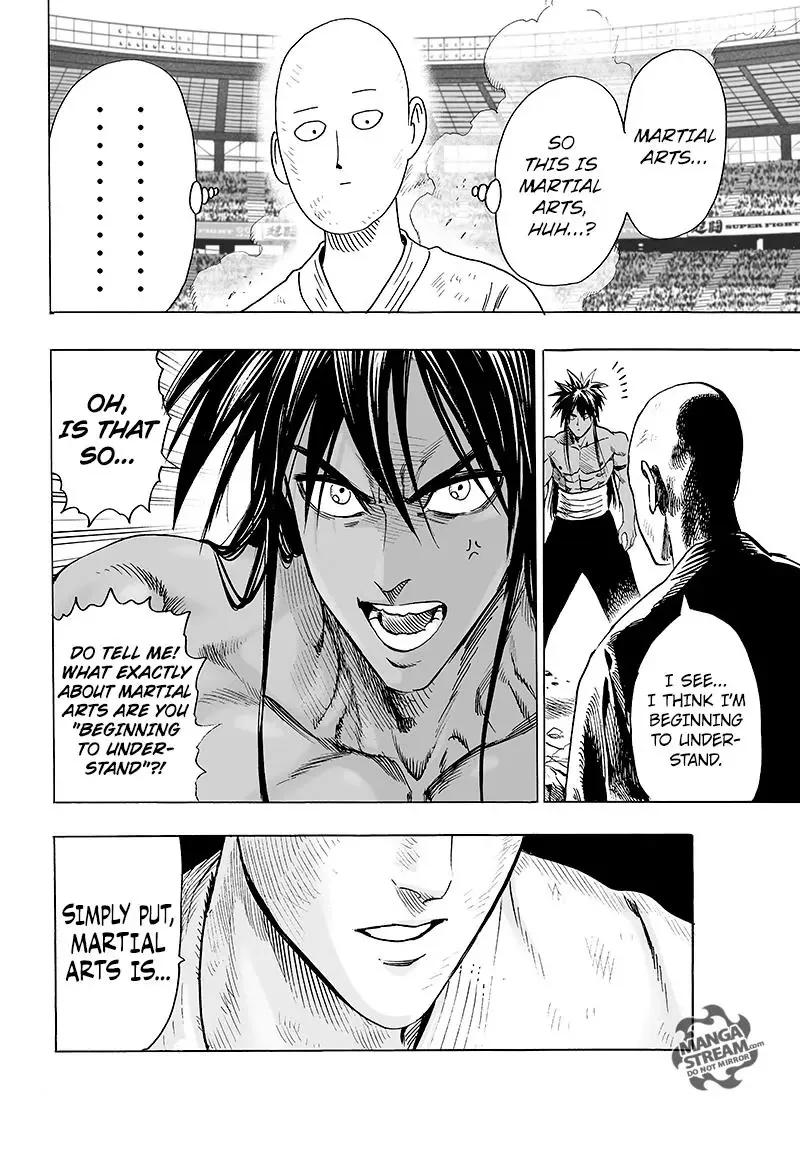 MARTIAL
ARTS...
SO
THIS IS
MARTIAL
ARTS,
HUH...?
SUPER FIGHT
I SEE...
I THINK I'M
BEGINNING
TO UNDER-
STAND.
OH,
IS THAT
SO...
DO TELL ME!
WHAT EXACTLY
ABOUT MARTIAL
ARTS ARE YOU
"BEGINNING
TO UNDER-
STAND"?!
SIMPLY PUT,
MARTIAL
ARTS IS...
MANGA
STREAM.com
DO NOT MIRROR